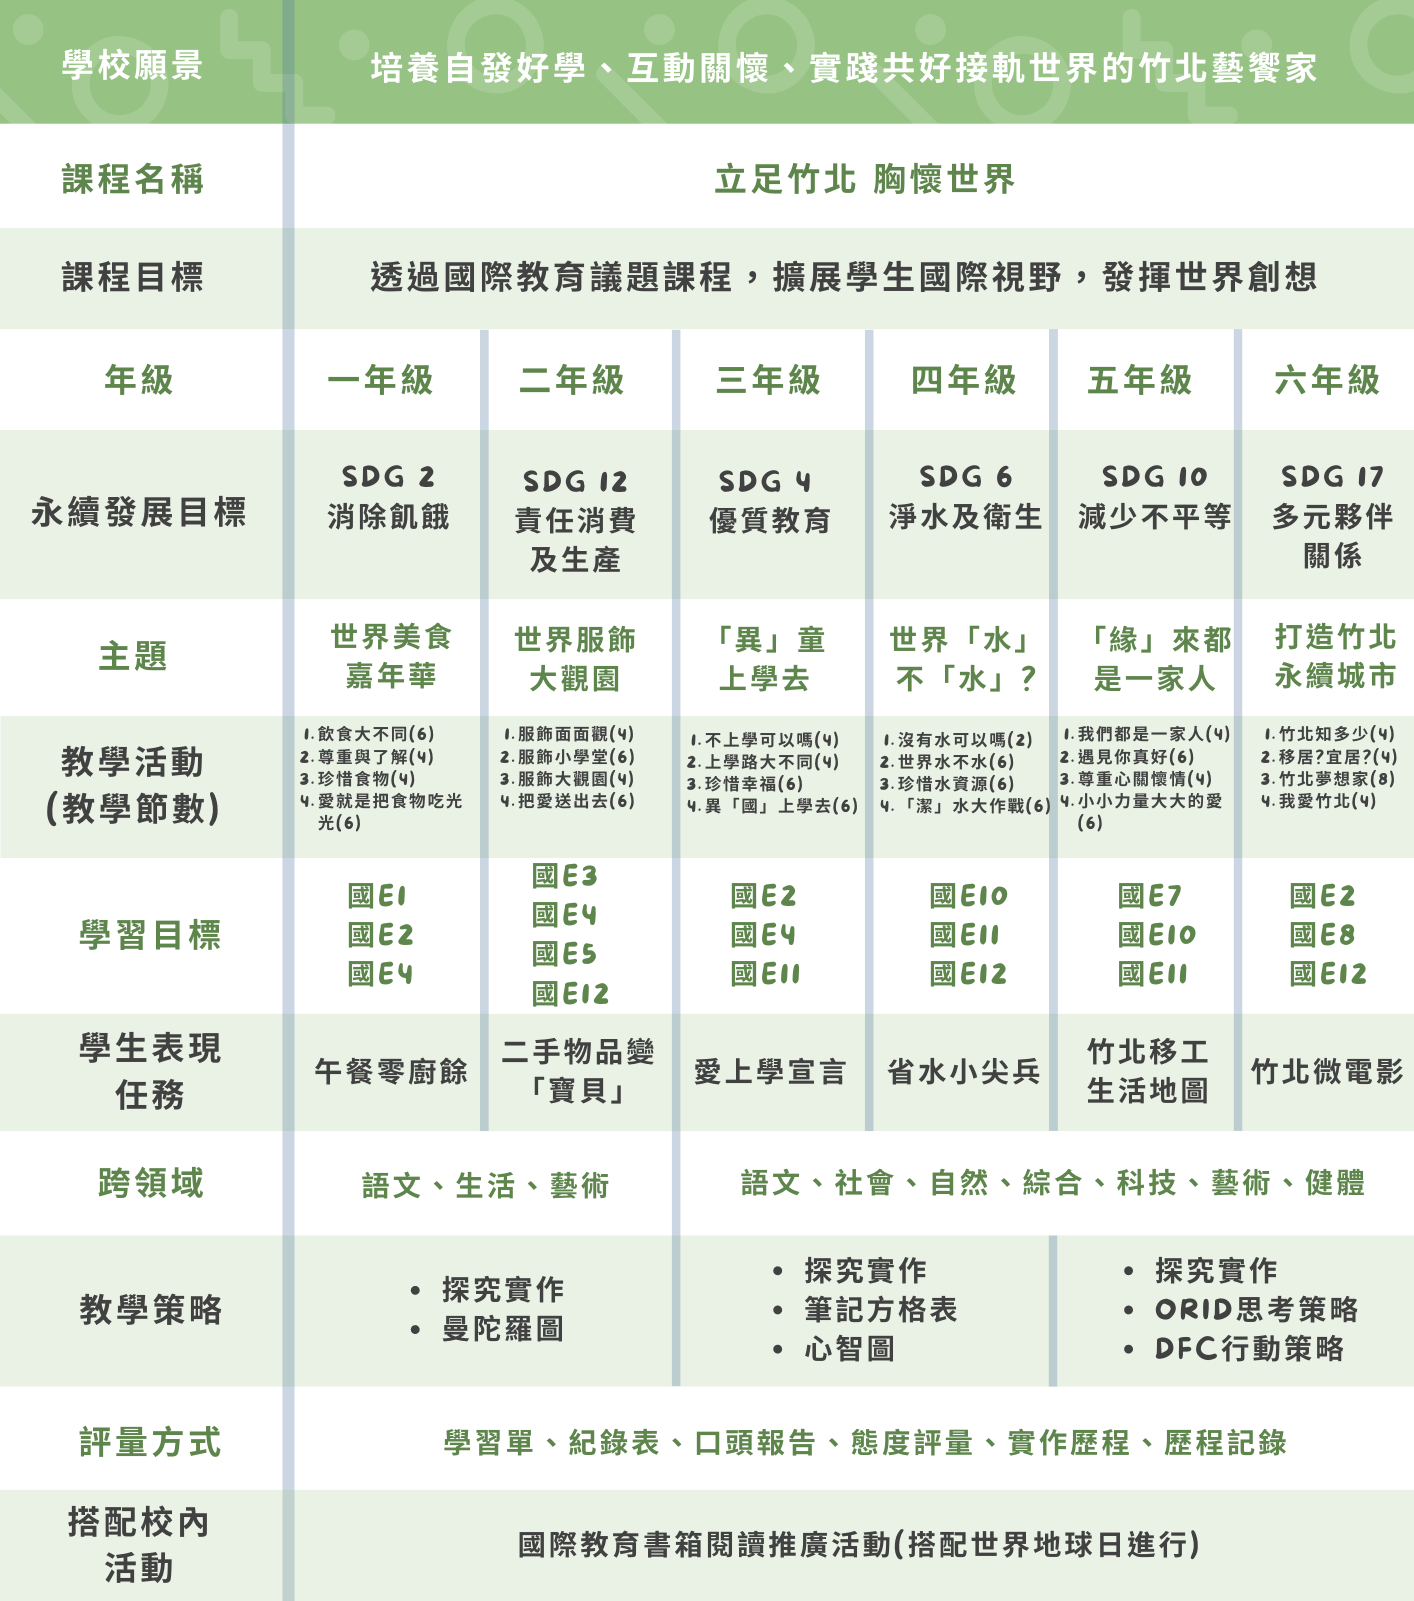 學校願景
培養自發好學、互動關懷、實踐共好接軌世界的竹北藝饗家
課程名稱
立足竹北 胸懷世界
課程目標
透過國際教育議題課程，擴展學生國際視野，發揮世界創想
年級
一年級
二年級
三年級
四年級
五年級
六年級
永續發展目標
SDG 2
消除飢餓
SDG 12
責任消費
及生產
SDG 4
優質教育
SDG 6
淨水及衛生
SDG 10
減少不平等
SDG 17
多元夥伴
關係
主題
世界美食
嘉年華
世界服飾
大觀園
「異」童
上學去
世界「水」
不「水」?
「緣」來都
是一家人
打造竹北
永續城市
教學活動
(教學節數)
1.飲食大不同(6)
2.尊重與了解(4)
3.珍惜食物(4)
4.愛就是把食物吃光
光(6)
1.服飾面面觀(4)
2.服飾小學堂(6)
3.服飾大觀園(4)
4.把愛送出去(6)
1.不上學可以嗎(4)
2.上學路大不同(4)
3.珍惜幸福(6)
4.異「國」上學去(6)
1.沒有水可以嗎(2)
2.世界水不水(6)
3.珍惜水資源(6)
4.「潔」水大作戰(6)
1.我們都是一家人(4)
2.遇見你真好(6)
3.尊重心關懷情(4)
4.小小力量大大的愛
(6)
1.竹北知多少(4)
2.移居?宜居?(4)
3.竹北夢想家(8)
4.我愛竹北(4)
學習目標
國E1
國E2
國E4
國E3
國E4
國E5
國E12
國E2
國E4
國E11
國E10
國E11
國E12
國E7
國E10
國E11
國E2
國E8
國E12
學生表現
任務
午餐零廚餘
二手物品變
「寶貝」
愛上學宣言
省水小尖兵
竹北移工
生活地圖
竹北微電影
跨領域
語文、生活、藝術
語文、社會、自然、綜合、科技、藝術、健體
教學策略
• 探究實作
• 曼陀羅圖
• 探究實作
• 筆記方格表
• 心智圖
• 探究實作
• ORID思考策略
• DFC行動策略
評量方式
學習單、紀錄表、口頭報告、態度評量、實作歷程、歷程記錄
搭配校內
活動
國際教育書箱閱讀推廣活動(搭配世界地球日進行)